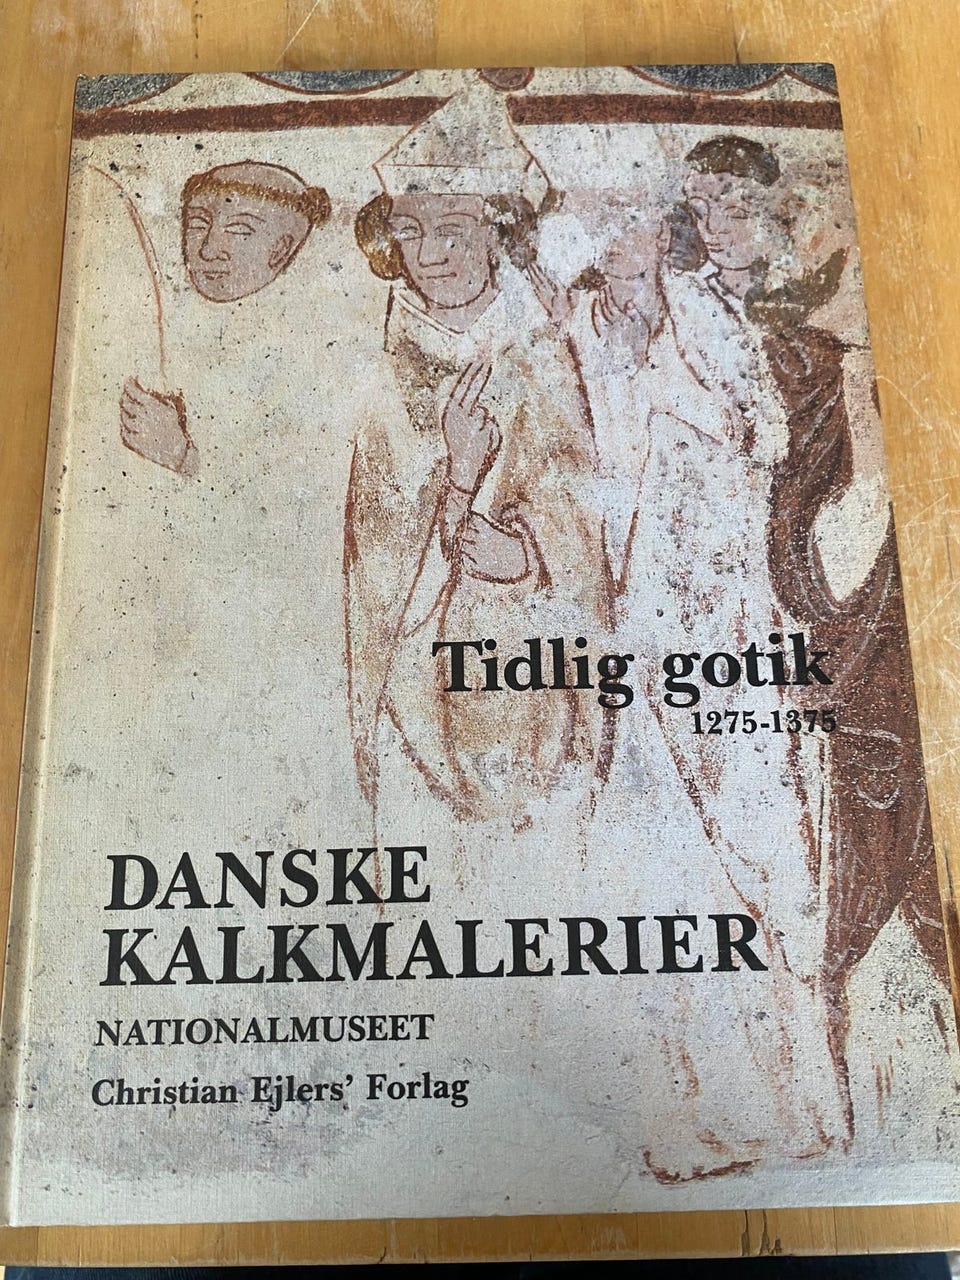 Tidlig gotik
1275-1375
DANSKE
KALKMALERIER
NATIONALMUSEET
Christian Ejlers' Forlag